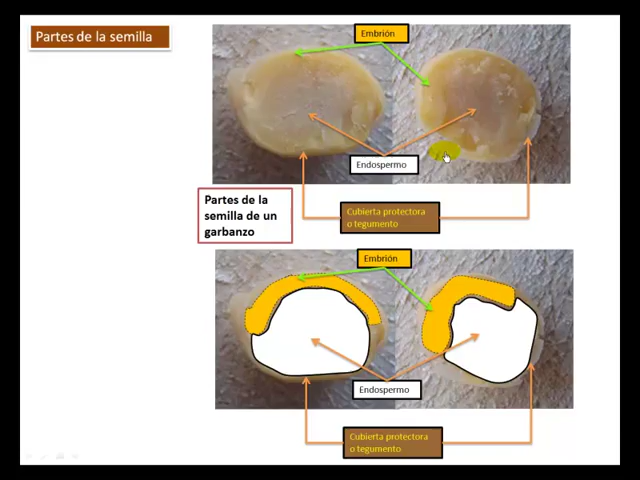 Partes de la semilla
Embrión
Endospermo
Partes de la
semilla de un
garbanzo
Cubierta protectora
o tegumento
Embrión
Endospermo
Cubierta protectora
o tegumento